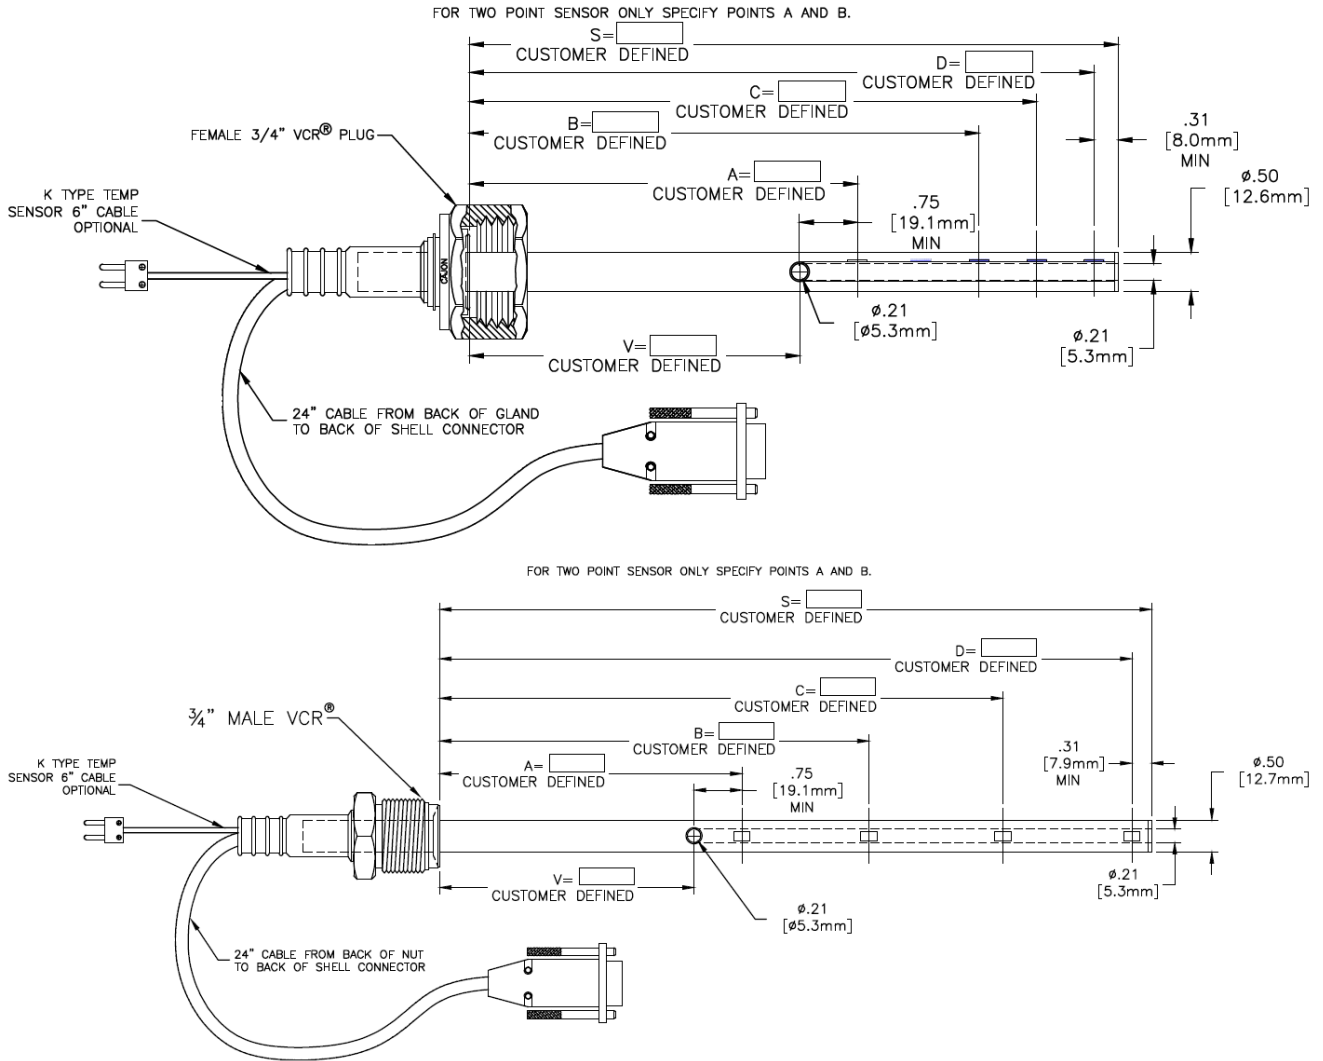 FOR TWO POINT SENSOR ONLY SPECIFY POINTS A AND B.
S=
CUSTOMER DEFINED
D=
CUSTOMER DEFINED
C=
CUSTOMER DEFINED
B=
CUSTOMER DEFINED
A=
CUSTOMER DEFINED
.31
[8.0mm]
MIN
ø.50
[12.6mm]
.75
[19.1mm]
MIN
FEMALE 3/4" VCR® PLUG
K TYPE TEMP
SENSOR 6" CABLE
OPTIONAL
CAJON
ø.21
[ø5.3mm]
ø.21
[5.3mm]
V=
CUSTOMER DEFINED
24" CABLE FROM BACK OF GLAND
TO BACK OF SHELL CONNECTOR
FOR TWO POINT SENSOR ONLY SPECIFY POINTS A AND B.
S=
CUSTOMER DEFINED
D=
CUSTOMER DEFINED
C=
CUSTOMER DEFINED
B=
CUSTOMER DEFINED
A=
CUSTOMER DEFINED
.75
[19.1mm]
MIN
.31
[7.9mm]
MIN
ø.50
[12.7mm]
¾" MALE VCR®
K TYPE TEMP
SENSOR 6" CABLE
OPTIONAL
V=
CUSTOMER DEFINED
ø.21
[ø5.3mm]
ø.21
[5.3mm]
24" CABLE FROM BACK OF NUT
TO BACK OF SHELL CONNECTOR